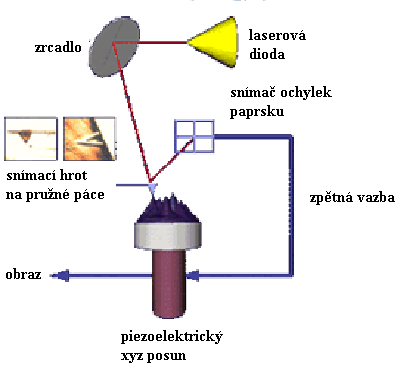 zrcadlo
laserová
dioda
snímač ochylek
paprsku
snímací hrot
na pružné páce
zpětná vazba
obraz
piezoelektrický
xyz posun